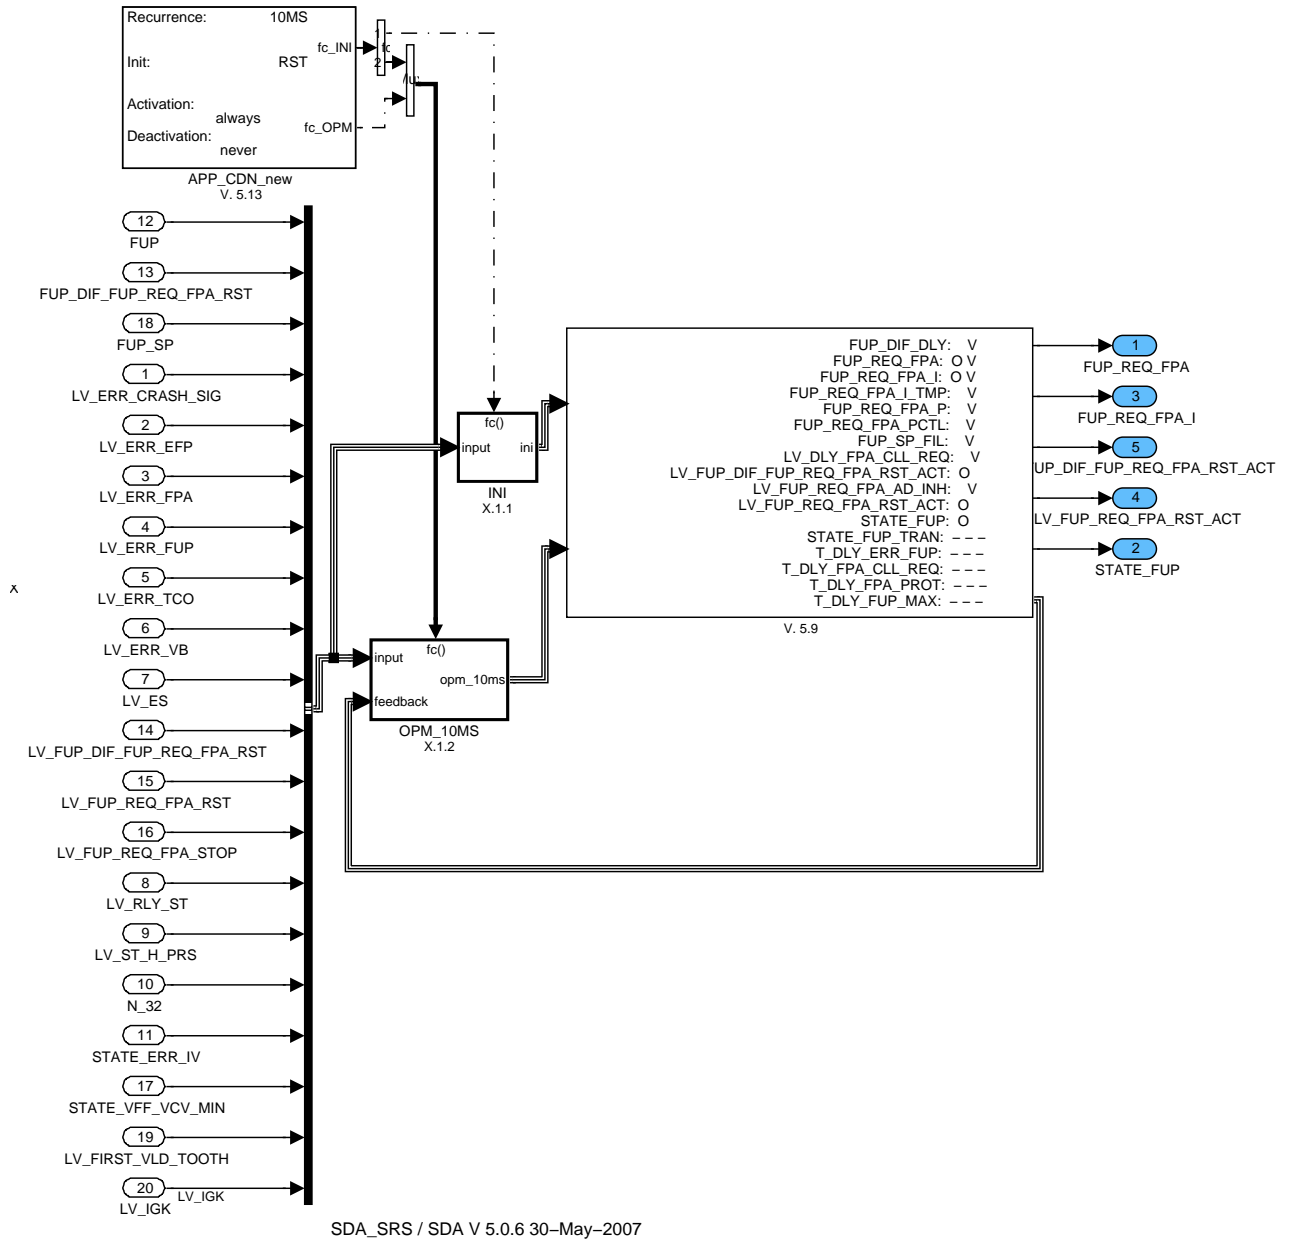 Recurrence: 10MS
fc_INI
Init: RST
Activation:
always
fc_OPM
Deactivation:
never
APP_CDN_new
V. 5.13
1
2
12
FUP
13
FUP_DIF_FUP_REQ_FPA_RST
18
FUP_SP
1
LV_ERR_CRASH_SIG
2
LV_ERR_EFP
3
LV_ERR_FPA
4
LV_ERR_FUP
5
LV_ERR_TCO
6
LV_ERR_VB
7
LV_ES
14
LV_FUP_DIF_FUP_REQ_FPA_RST
15
LV_FUP_REQ_FPA_RST
16
LV_FUP_REQ_FPA_STOP
8
LV_RLY_ST
9
LV_ST_H_PRS
10
N_32
11
STATE_ERR_IV
17
STATE_VFF_VCV_MIN
19
LV_FIRST_VLD_TOOTH
20
LV_IGK
LV_IGK
x
fc()
input ini
INI
X.1.1
fc()
input
opm_10ms
feedback
OPM_10MS
X.1.2
FUP_DIF_DLY: V
FUP_REQ_FPA: O V
FUP_REQ_FPA_I: O V
FUP_REQ_FPA_I_TMP: V
FUP_REQ_FPA_P: V
FUP_REQ_FPA_PCTL: V
FUP_SP_FIL: V
LV_DLY_FPA_CLL_REQ: V
LV_FUP_DIF_FUP_REQ_FPA_RST_ACT: O
LV_FUP_REQ_FPA_AD_INH: V
LV_FUP_REQ_FPA_RST_ACT: O
STATE_FUP: O
STATE_FUP_TRAN: – – –
T_DLY_ERR_FUP: – – –
T_DLY_FPA_CLL_REQ: – – –
T_DLY_FPA_PROT: – – –
T_DLY_FUP_MAX: – – –
V. 5.9
1
FUP_REQ_FPA
3
FUP_REQ_FPA_I
5
UP_DIF_FUP_REQ_FPA_RST_ACT
4
LV_FUP_REQ_FPA_RST_ACT
2
STATE_FUP
SDA_SRS / SDA V 5.0.6 30–May–2007